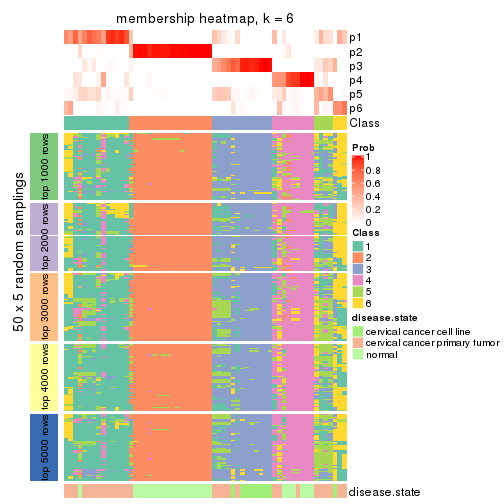 membership heatmap, k = 6
p1
p2
p3
p4
p5
p6
Class
50 x 5 random samplings
top 1000 rows
top 2000 rows
top 3000 rows
top 4000 rows
top 5000 rows
Prob
1
0.8
0.6
0.4
0.2
0
Class
1
2
3
4
5
6
disease.state
cervical cancer cell line
cervical cancer primary tumor
normal
disease.state